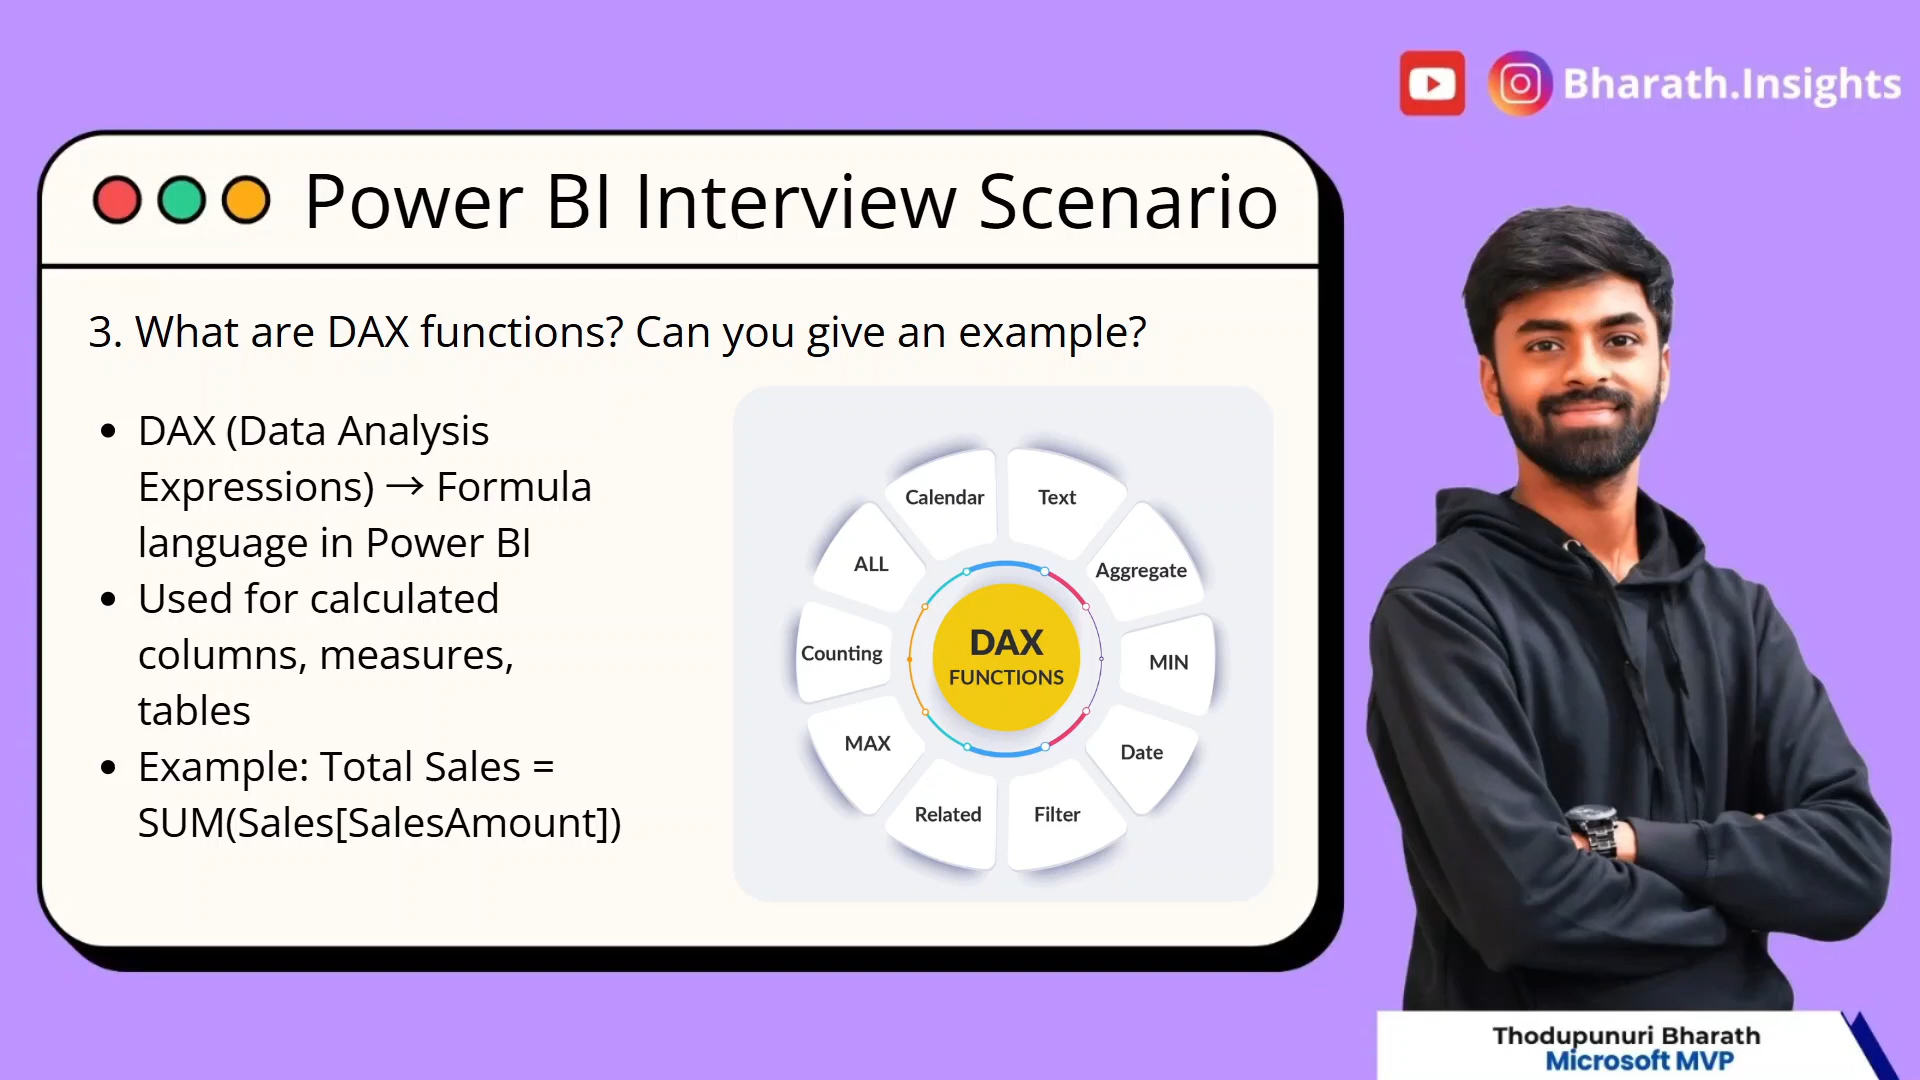 Bharath.Insights
Power BI Interview Scenario
3. What are DAX functions? Can you give an example?
• DAX (Data Analysis
Expressions) → Formula
language in Power BI
• Used for calculated
columns, measures,
tables
• Example: Total Sales =
SUM(Sales[SalesAmount])
Calendar
Text
ALL
Aggregate
Counting
DAX
FUNCTIONS
MIN
MAX
Date
Related
Filter
Thodupunuri Bharath
Microsoft MVP